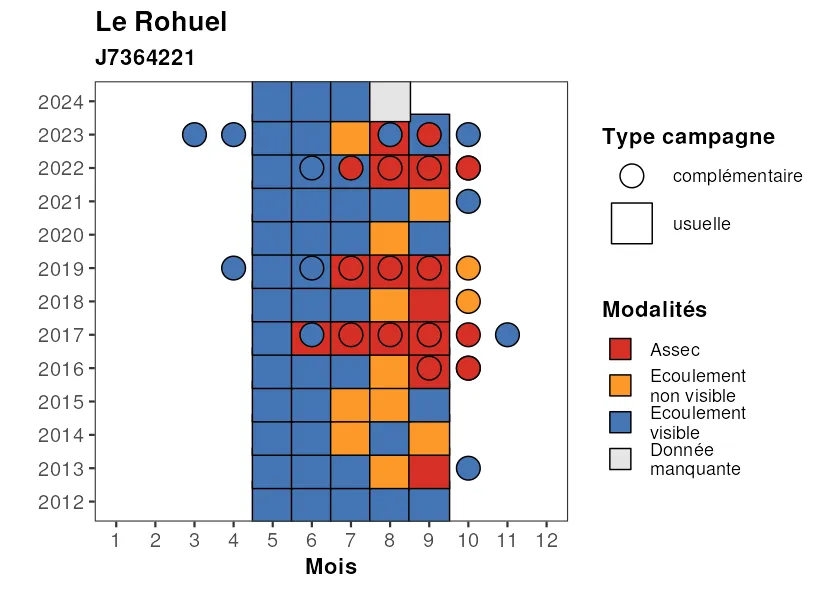 Le Rohuel
J7364221
2024
2023
2022
2021
2020
2019
2018
2017
2016
2015
2014
2013
2012
1 2 3 4 5 6 7 8 9 10 11 12
Mois
Type campagne
complémentaire
usuelle
Modalités
Assec
Ecoulement
non visible
Ecoulement
visible
Donnée
manquante